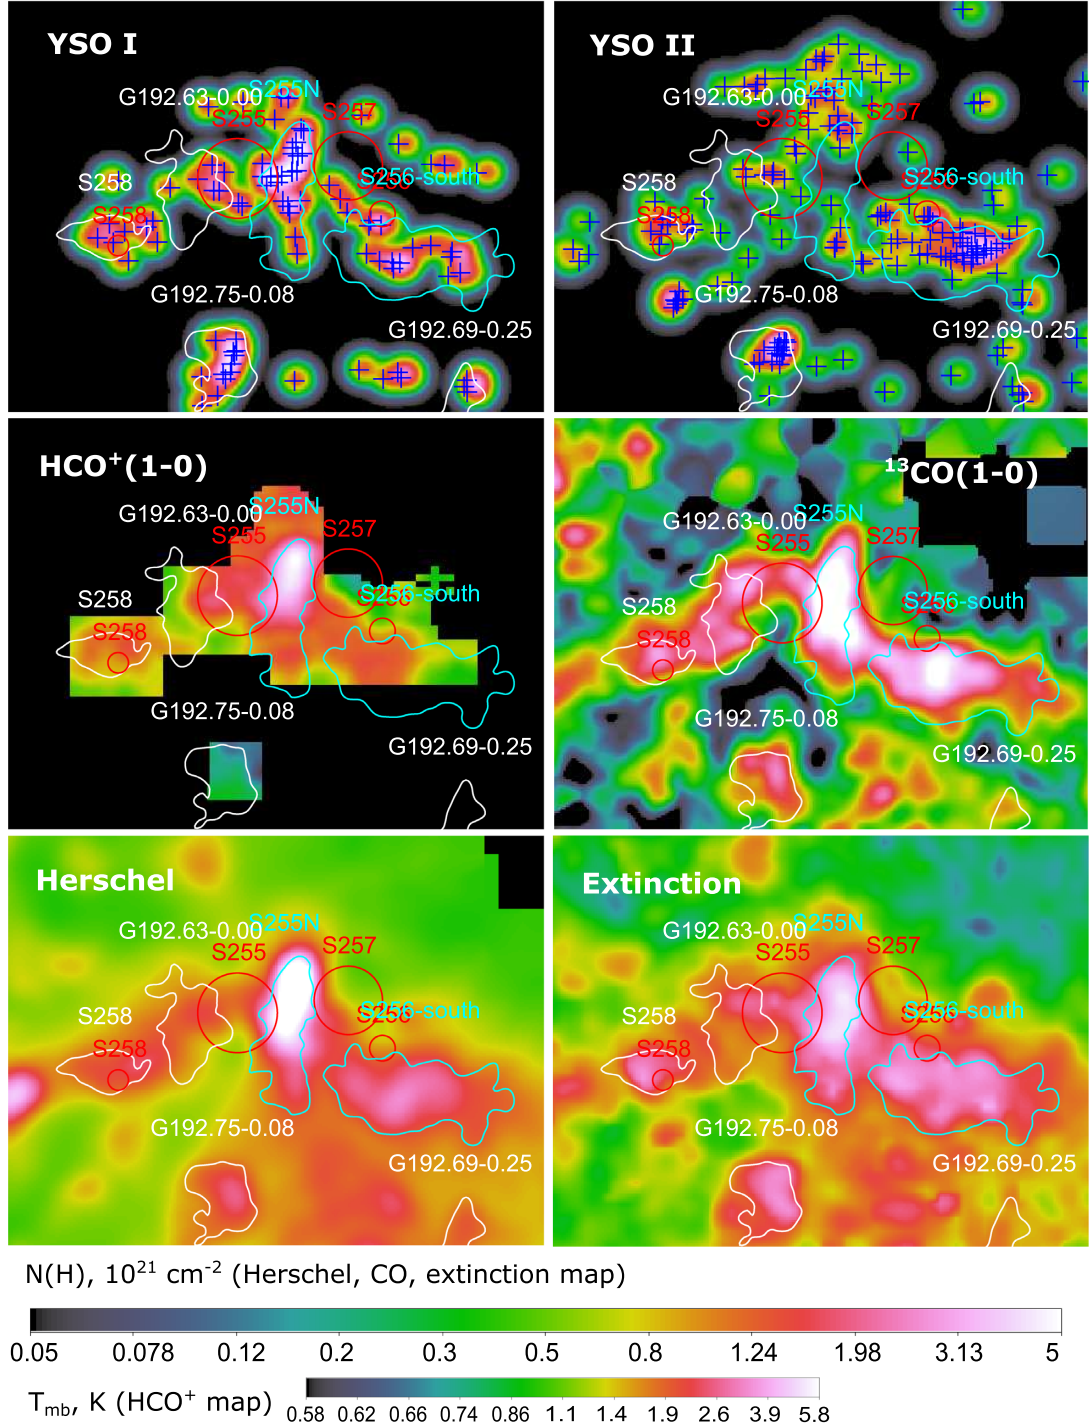 YSO I
S255N
G192.63-0.00
S255
S257
S258
S256-south
S258
G192.75-0.08
G192.69-0.25
YSO II
S255N
G192.63-0.00
S255
S257
S258
S256-south
S258
G192.75-0.08
G192.69-0.25
HCO+(1-0)
S255N
G192.63-0.00
S255
S257
S258
S256-south
S258
G192.75-0.08
G192.69-0.25
13CO(1-0)
S255N
G192.63-0.00
S255
S257
S258
S256-south
S258
G192.75-0.08
G192.69-0.25
Herschel
S255N
G192.63-0.00
S255
S257
S258
S256-south
S256
S258
G192.75-0.08
G192.69-0.25
Extinction
S255N
G192.63-0.00
S255
S257
S258
S256-south
S256
S258
G192.75-0.08
G192.69-0.25
N(H), 10^21 cm^-2 (Herschel, CO, extinction map)
0.05 0.078 0.12 0.2 0.3 0.5 0.8 1.24 1.98 3.13 5
T_mb, K (HCO+ map)
0.58 0.62 0.66 0.74 0.86 1.1 1.4 1.9 2.6 3.9 5.8